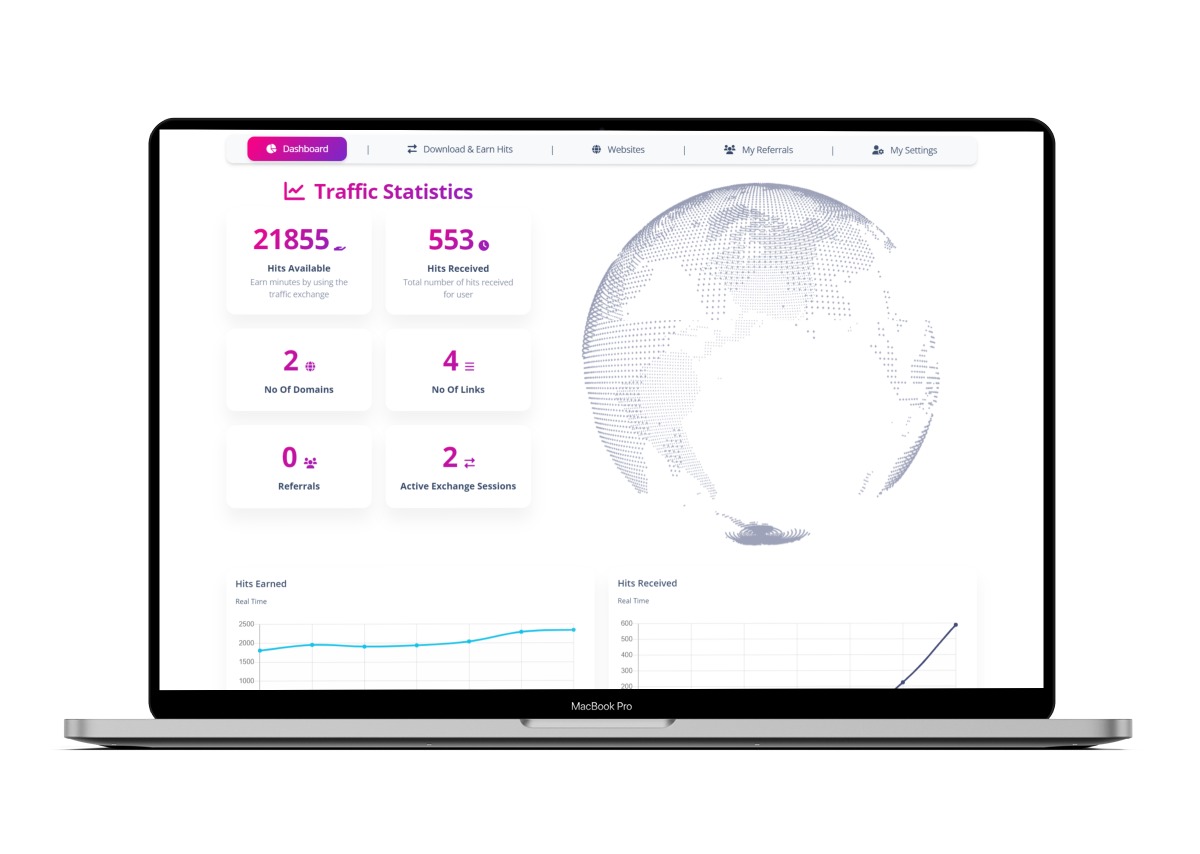 Dashboard | Download & Earn Hits | Websites | My Referrals | My Settings
Traffic Statistics
21855
Hits Available
Earn minutes by using the
traffic exchange
553
Hits Received
Total number of hits received
for user
2
No Of Domains
4
No Of Links
0
Referrals
2
Active Exchange Sessions
Hits Earned
Real Time
2500
2000
1500
1000
Hits Received
Real Time
600
500
400
300
200
MacBook Pro